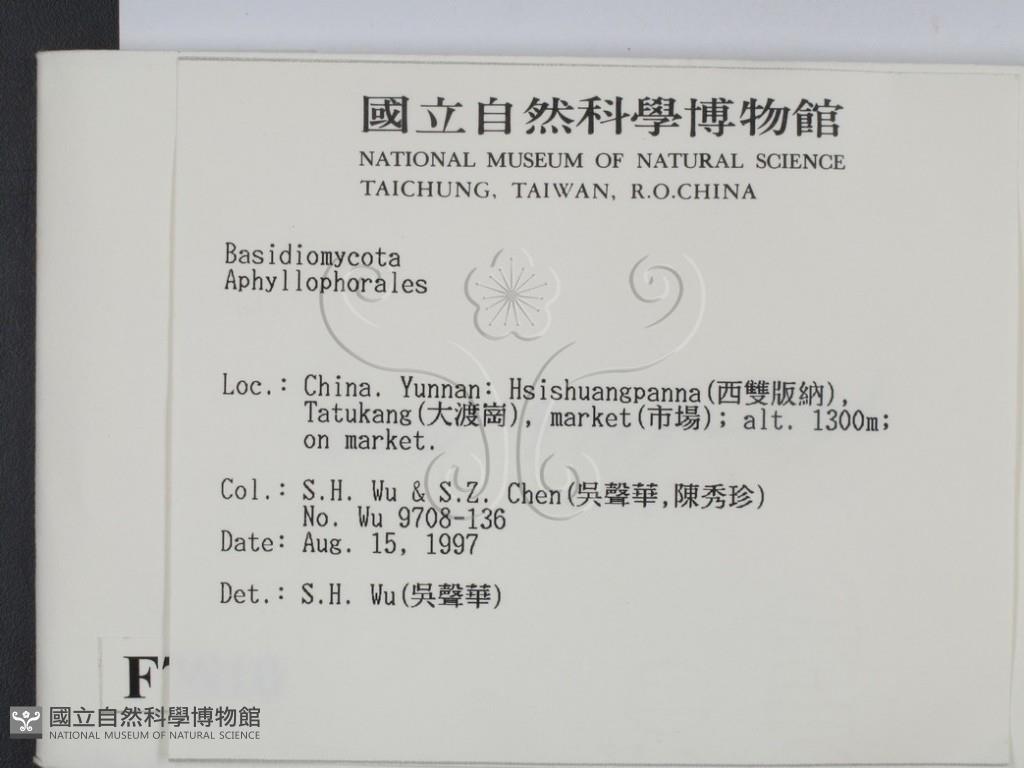 國立自然科學博物館
NATIONAL MUSEUM OF NATURAL SCIENCE
TAICHUNG, TAIWAN, R.O.CHINA
Basidiomycota
Aphyllophorales
Loc.: China. Yunnan: Hsishuangpanna(西雙版納),
Tatukang(大渡崗), market(市場); alt. 1300m;
on market.
Col.: S.H. Wu & S.Z. Chen(吳聲華,陳秀珍)
No. Wu 9708-136
Date: Aug. 15, 1997
Det.: S.H. Wu(吳聲華)
F
國立自然科學博物館
NATIONAL MUSEUM OF NATURAL SCIENCE